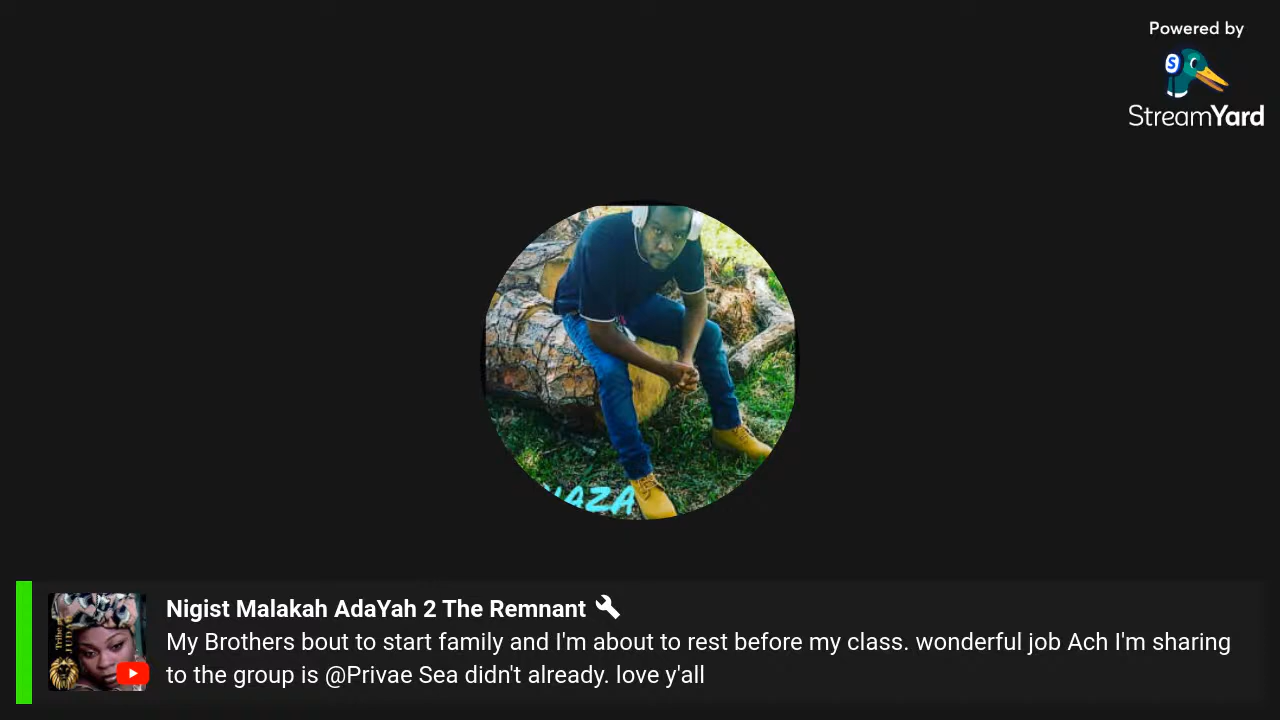 Powered by
S
StreamYard
AZA
Nigist Malakah AdaYah 2 The Remnant
My Brothers bout to start family and I'm about to rest before my class. wonderful job Ach I'm sharing
to the group is @Privae Sea didn't already. love y'all